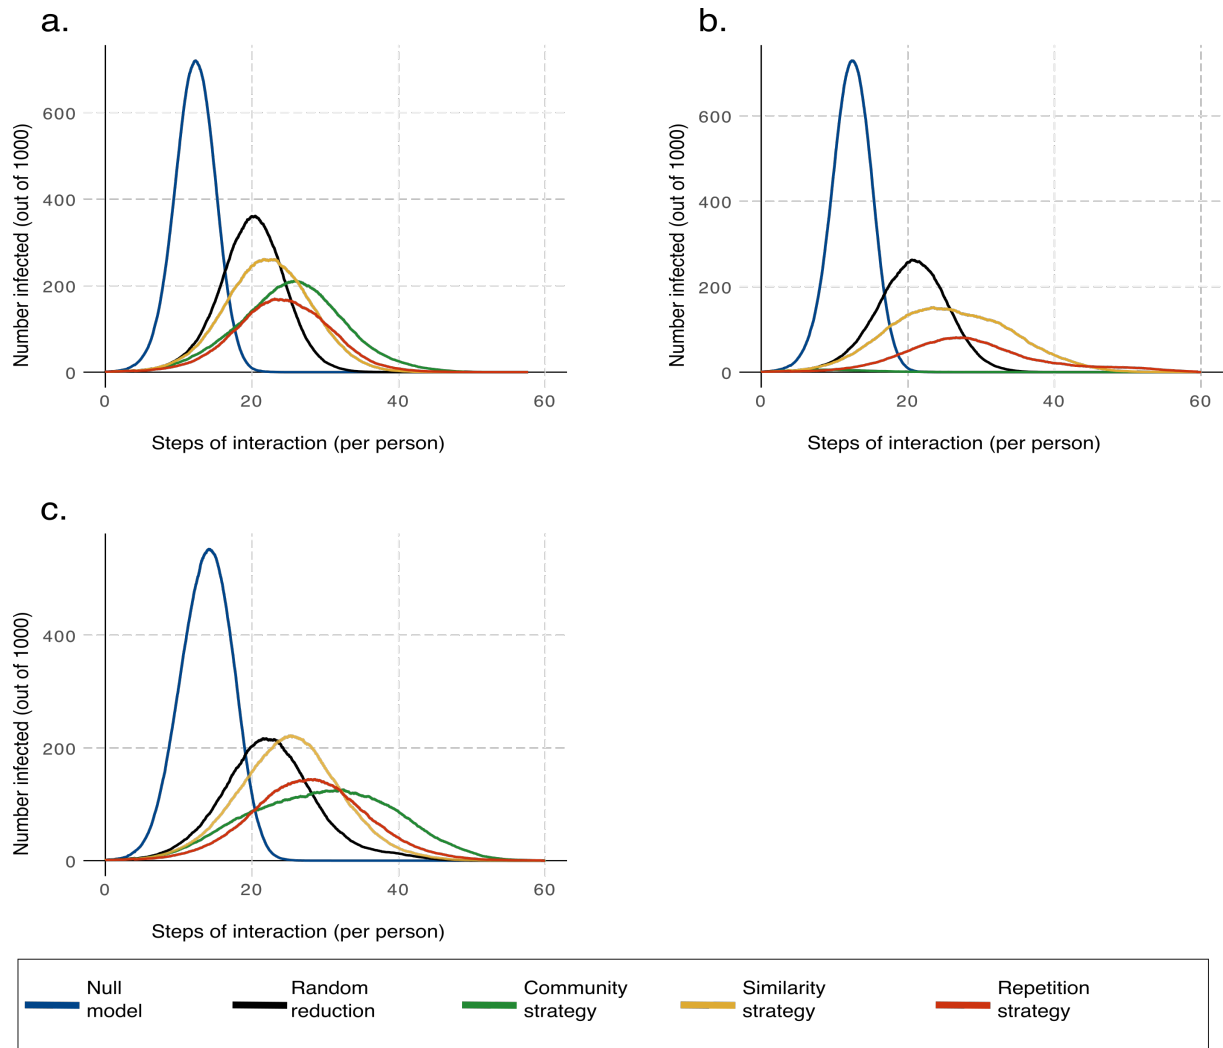 a.
Number infected (out of 1000)
600
400
200
0
0 20 40 60
Steps of interaction (per person)
b.
Number infected (out of 1000)
600
400
200
0
0 20 40 60
Steps of interaction (per person)
c.
Number infected (out of 1000)
400
200
0
0 20 40 60
Steps of interaction (per person)
Null
model
Random
reduction
Community
strategy
Similarity
strategy
Repetition
strategy